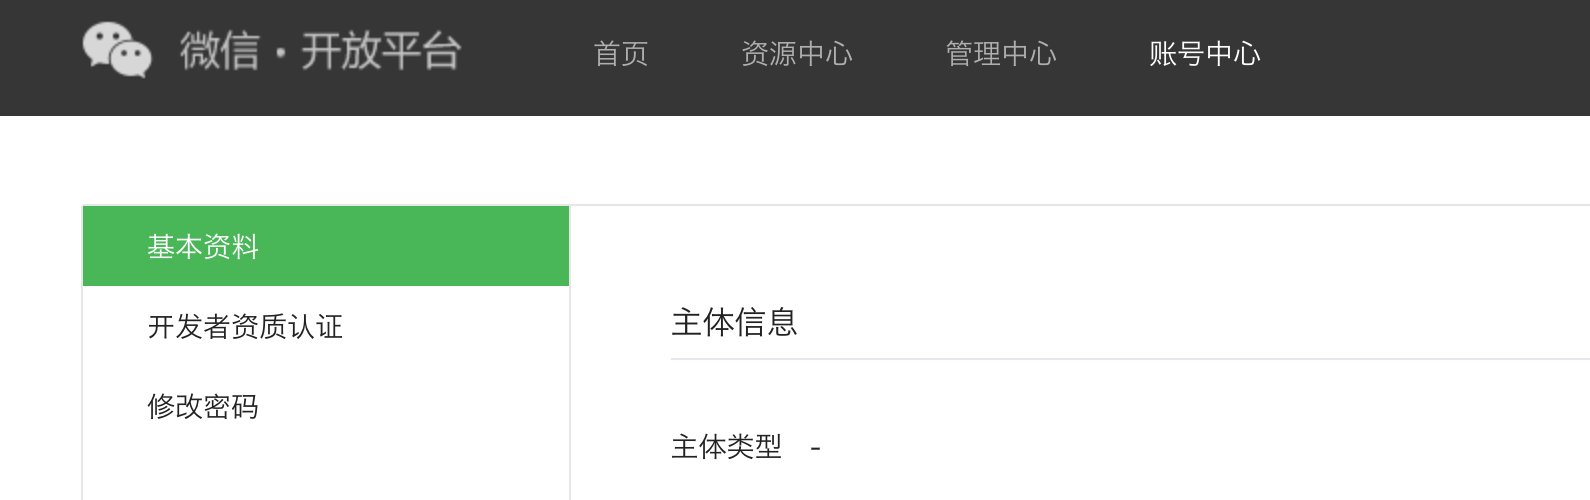 微信·开放平台 首页 资源中心 管理中心 账号中心
基本资料
开发者资质认证
修改密码
主体信息
主体类型 -